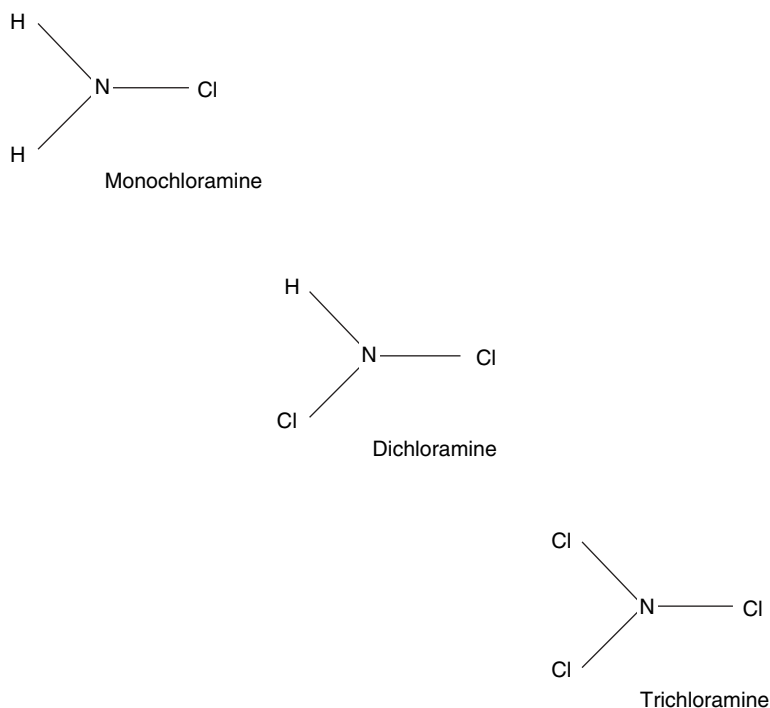 H
N Cl
H
Monochloramine
H
N Cl
Cl
Dichloramine
Cl
N Cl
Cl
Trichloramine